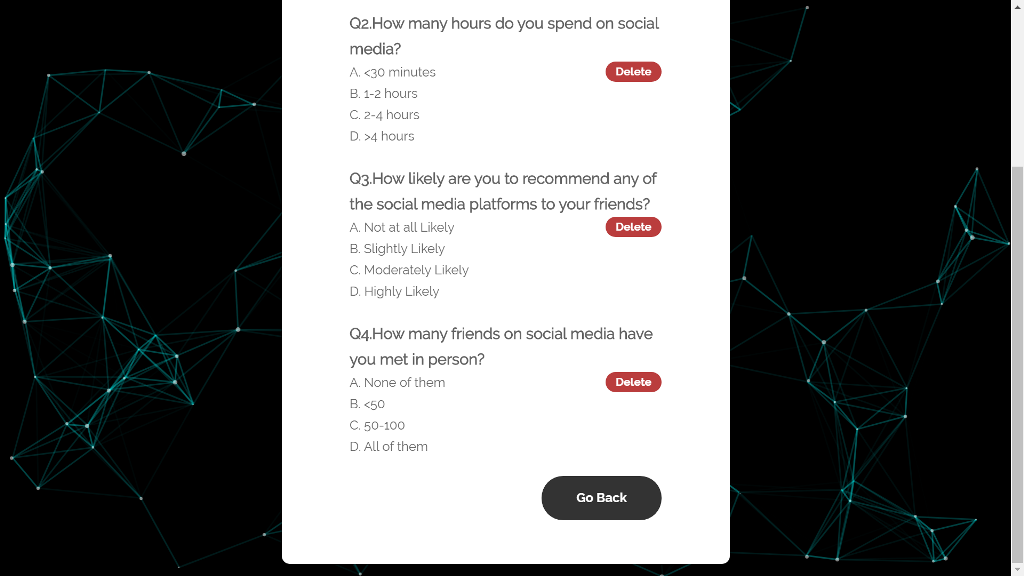 Q2.How many hours do you spend on social
media?
A. <30 minutes
Delete
B. 1-2 hours
C. 2-4 hours
D. >4 hours
Q3.How likely are you to recommend any of
the social media platforms to your friends?
A. Not at all Likely
Delete
B. Slightly Likely
C. Moderately Likely
D. Highly Likely
Q4.How many friends on social media have
you met in person?
A. None of them
Delete
B. <50
C. 50-100
D. All of them
Go Back